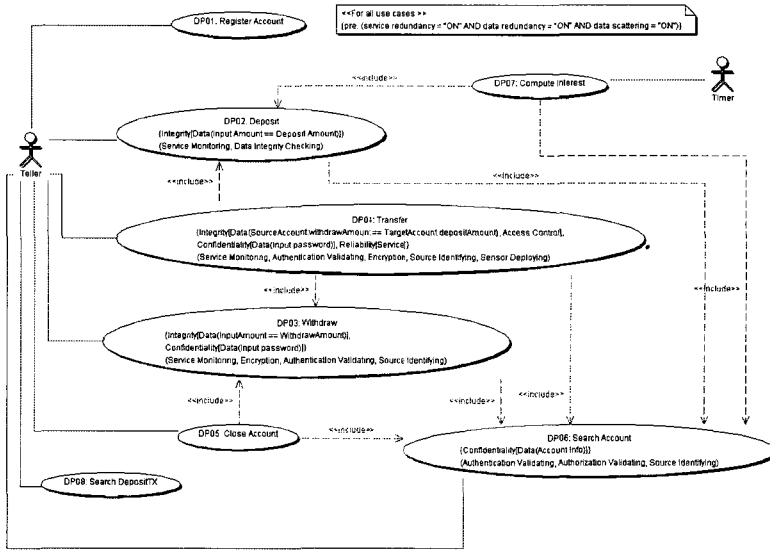 DP01: Register Account
<<For all use cases >>
{pre: (service redundancy = "ON" AND data redundancy = "ON" AND data scattering = "ON")}
<<include>>
DP07: Compute Interest
Timer
DP02: Deposit
{Integrity[Data(Input Amount == Deposit Amount)]}
(Service Monitoring, Data Integrity Checking)
Teller
<<include>>
<<include>>
DP04: Transfer
{Integrity[Data(SourceAccount.withdrawAmount == TargetAccount.depositAmount), Access Control],
Confidentiality[Data(Input password)], Reliability[Service]}
(Service Monitoring, Authentication Validating, Encryption, Source Identifying, Sensor Deploying)
<<include>>
<<include>>
<<include>>
DP03: Withdraw
{Integrity[Data(InputAmount == WithdrawAmount)],
Confidentiality[Data(Input password)]}
(Service Monitoring, Encryption, Authentication Validating, Source Identifying)
<<include>>
<<include>>
<<include>>
DP05: Close Account
<<include>>
DP06: Search Account
{Confidentiality[Data(Account Info)]}
(Authentication Validating, Authorization Validating, Source Identifying)
DP08: Search DepositTX